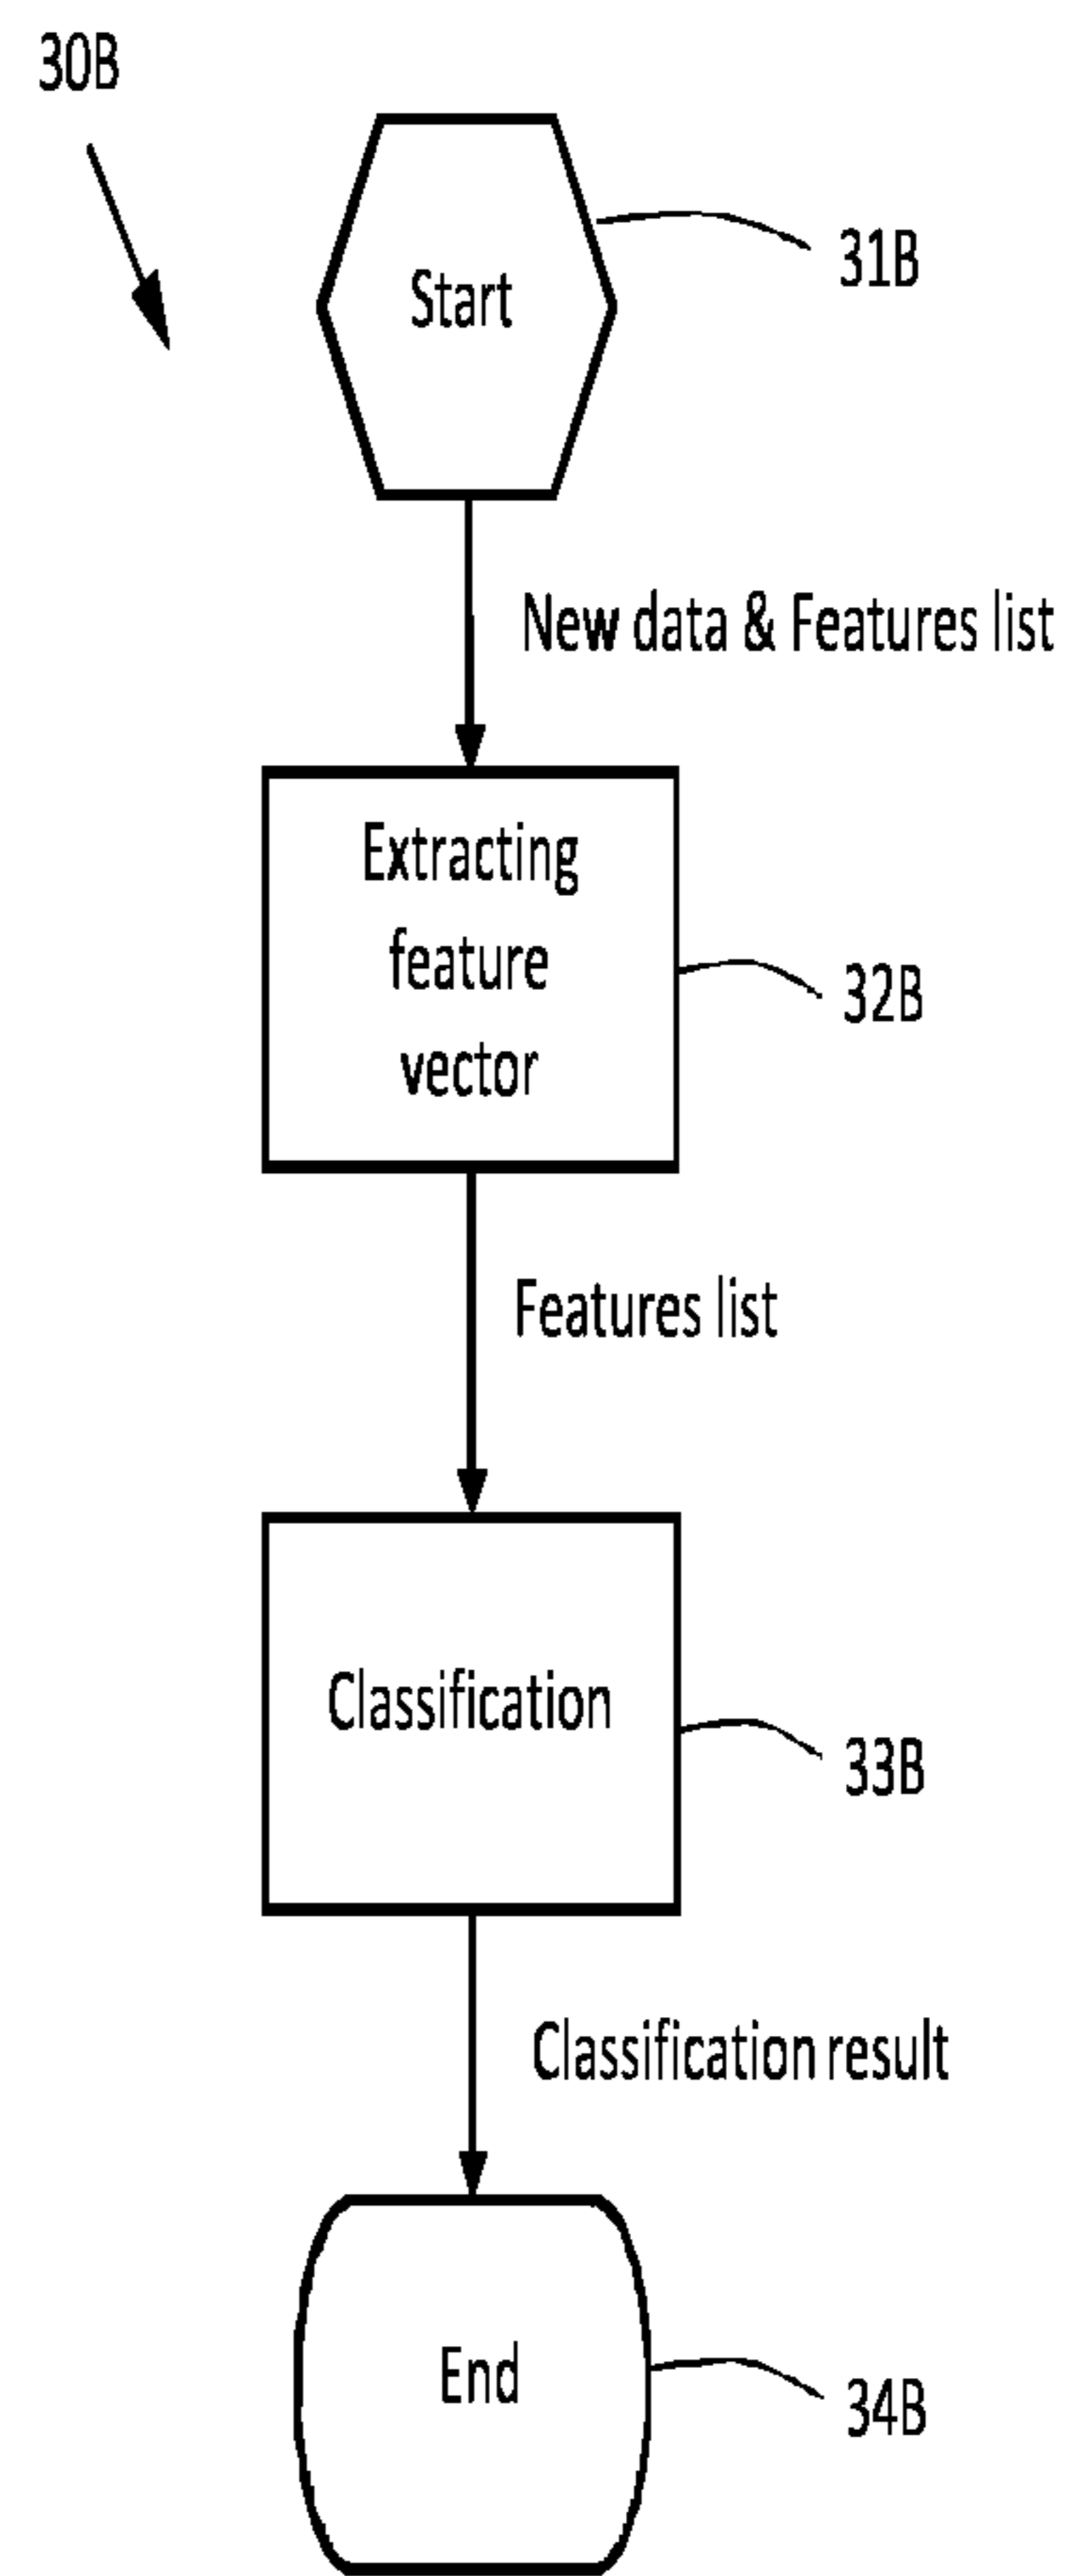 30B
Start
31B
New data & Features list
Extracting
feature
vector
32B
Features list
Classification
33B
Classification result
End
34B